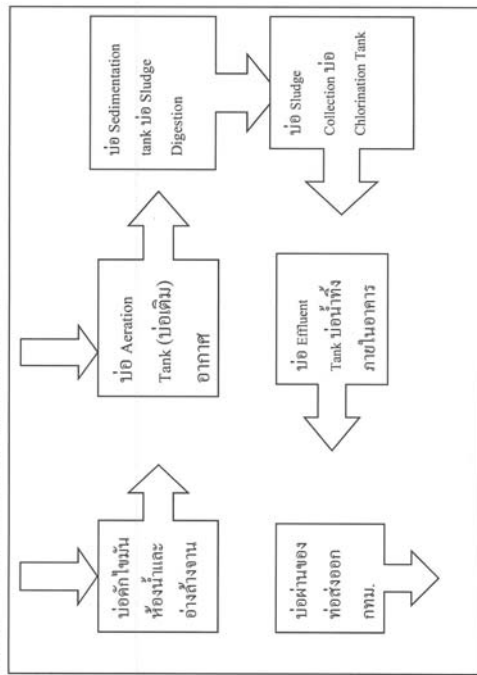 บ่อดักไขมัน
ห้องน้ำและ
อ่างล้างจาน
บ่อ Aeration
Tank (บ่อเติม)
อากาศ
บ่อ Sedimentation
tank บ่อ Sludge
Digestion
บ่อ Sludge
Collection บ่อ
Chlorination Tank
บ่อ Effluent
Tank บ่อน้ำทิ้ง
ภายในอาคาร
บ่อผ่านของ
ท่อส่งออก
กทม.